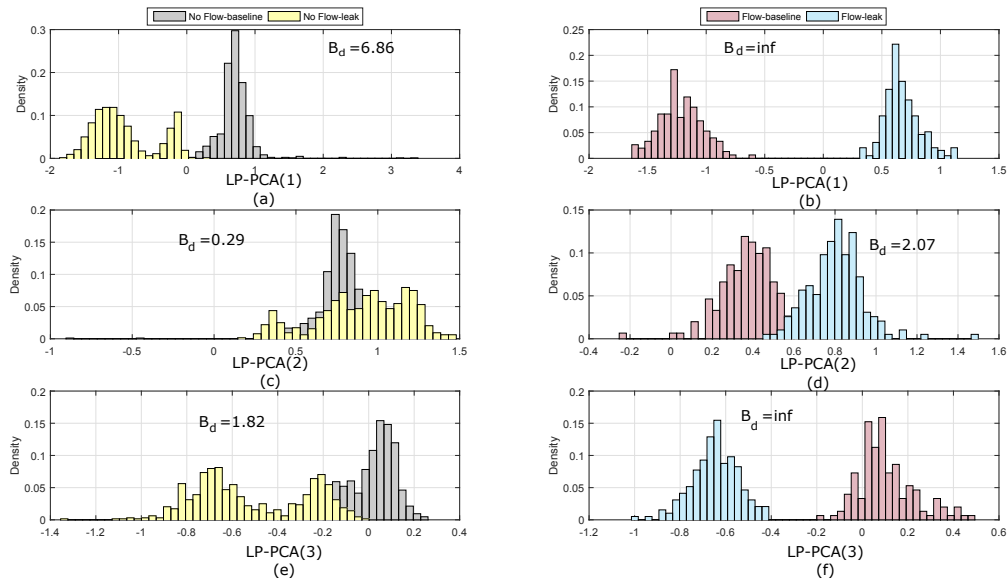 No Flow-baseline No Flow-leak
0.3
0.2
0.1
0
Density
B_d=6.86
-2 -1 0 1 2 3 4
LP-PCA(1)
(a)
Flow-baseline Flow-leak
0.25
0.2
0.15
0.1
0.05
0
Density
B_d=inf
-2 -1.5 -1 -0.5 0 0.5 1 1.5
LP-PCA(1)
(b)
0.2
0.15
0.1
0.05
0
Density
B_d=0.29
-1 -0.5 0 0.5 1 1.5
LP-PCA(2)
(c)
0.15
0.1
0.05
0
Density
B_d=2.07
-0.4 -0.2 0 0.2 0.4 0.6 0.8 1 1.2 1.4 1.6
LP-PCA(2)
(d)
0.2
0.15
0.1
0.05
0
Density
B_d=1.82
-1.4 -1.2 -1 -0.8 -0.6 -0.4 -0.2 0 0.2 0.4
LP-PCA(3)
(e)
0.2
0.15
0.1
0.05
0
Density
B_d=inf
-1 -0.8 -0.6 -0.4 -0.2 0 0.2 0.4 0.6
LP-PCA(3)
(f)